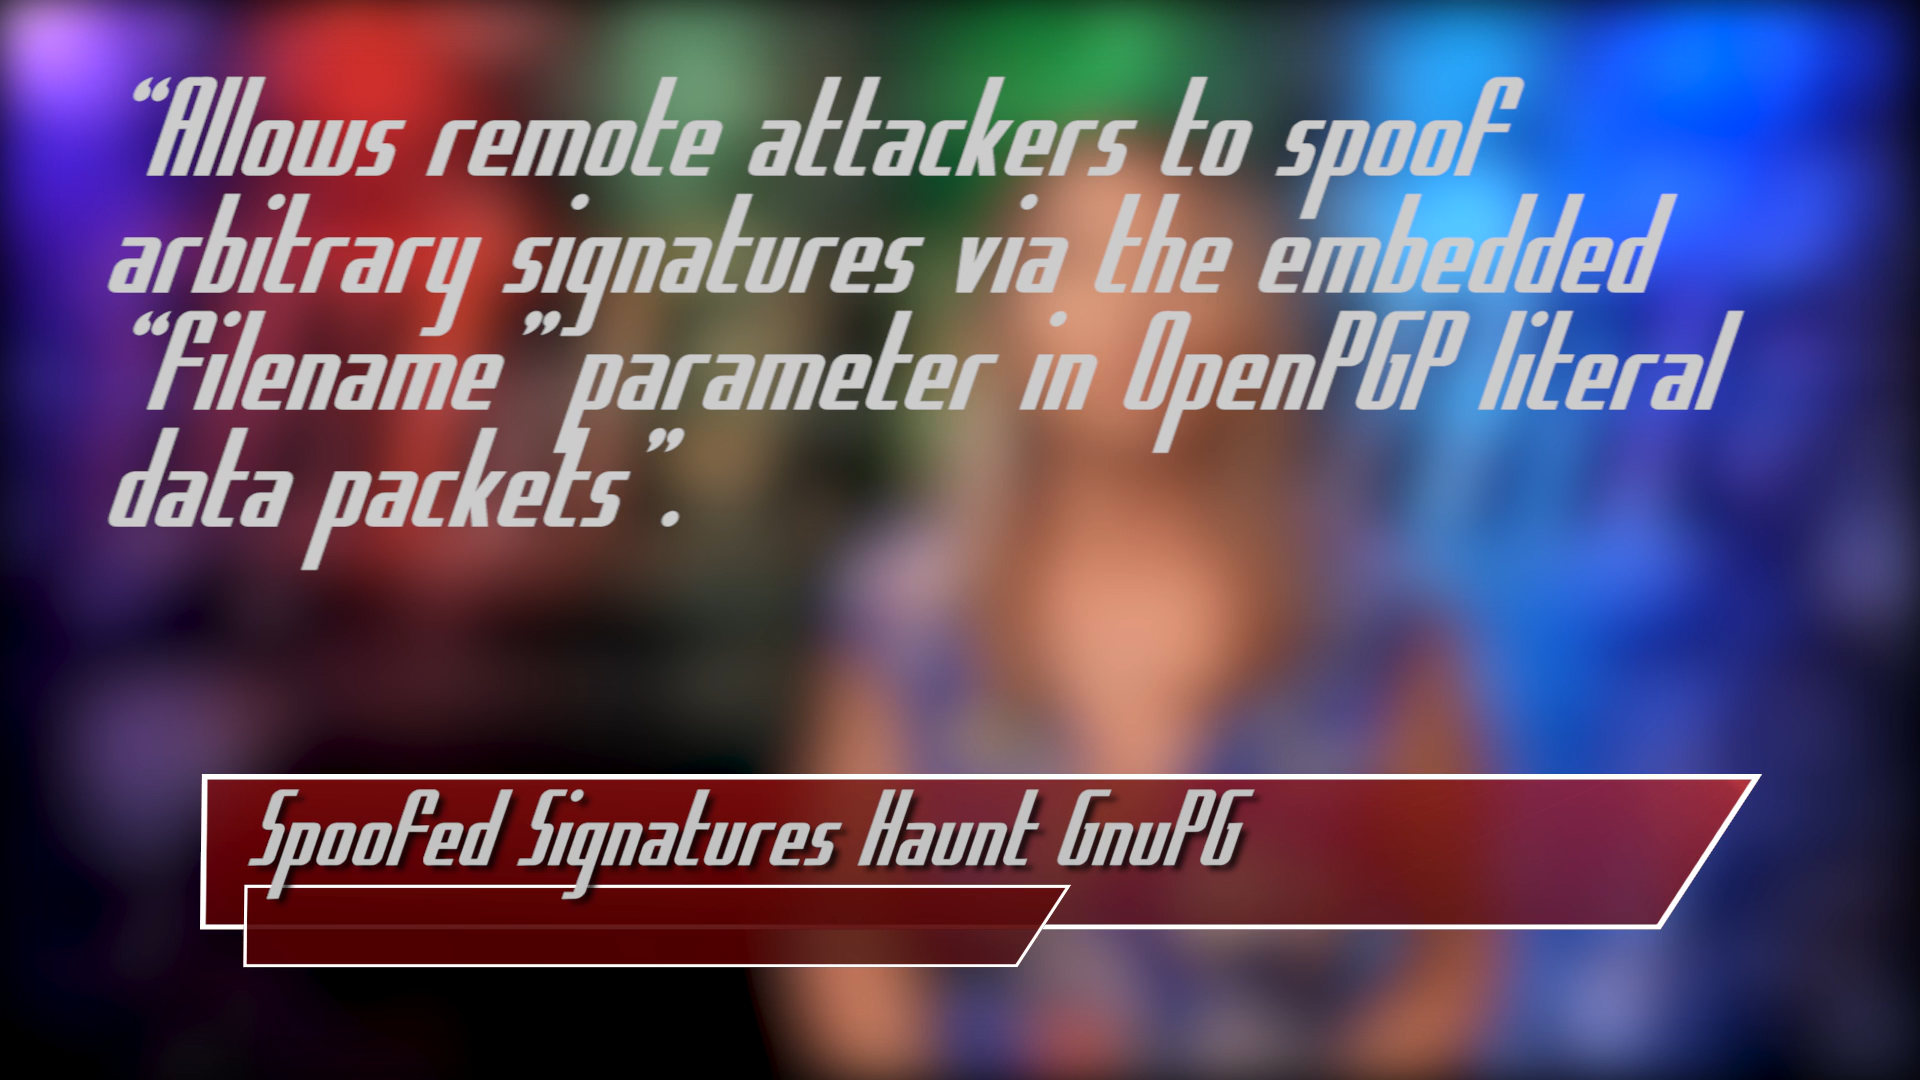 “Allows remote attackers to spoof
arbitrary signatures via the embedded
“filename” parameter in OpenPGP literal
data packets”.
Spoofed Signatures Haunt GnuPG